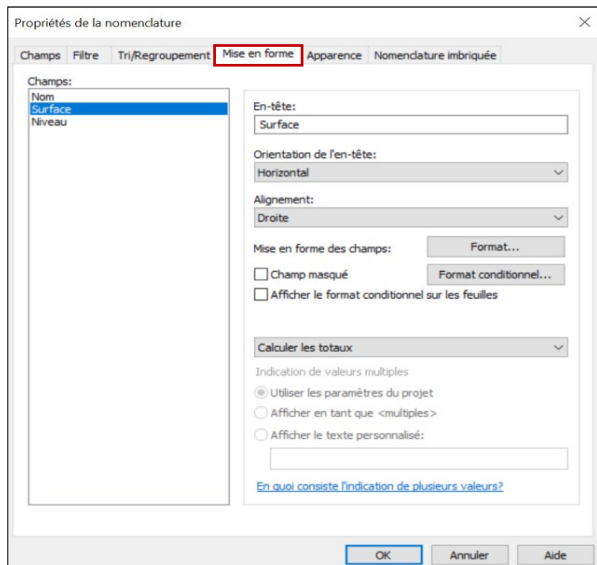 Propriétés de la nomenclature
Champs Filtre Tri/Regroupement Mise en forme Apparence Nomenclature imbriquée
Champs:
Nom
Surface
Niveau
En-tête:
Surface
Orientation de l'en-tête:
Horizontal
Alignement:
Droite
Mise en forme des champs: Format...
Champ masqué Format conditionnel...
Afficher le format conditionnel sur les feuilles
Calculer les totaux
Indication de valeurs multiples
Utiliser les paramètres du projet
Afficher en tant que <multiples>
Afficher le texte personnalisé:
En quoi consiste l'indication de plusieurs valeurs?
OK Annuler Aide